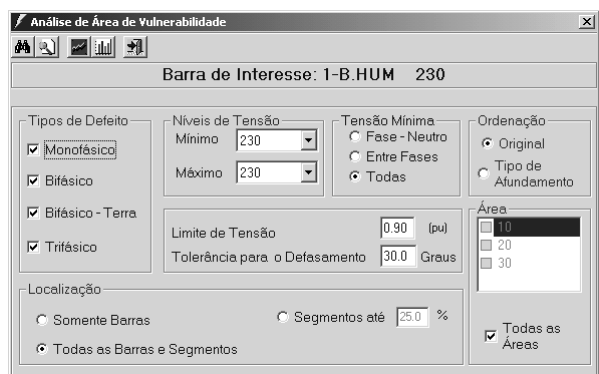 Análise de Área de Vulnerabilidade
Barra de Interesse: 1-B.HUM 230
Tipos de Defeito
Monofásico
Bifásico
Bifásico - Terra
Trifásico
Níveis de Tensão
Mínimo 230
Máximo 230
Tensão Mínima
Fase - Neutro
Entre Fases
Todas
Ordenação
Original
Tipo de
Afundamento
Limite de Tensão 0.90 (pu)
Tolerância para o Defasamento 30.0 Graus
Área
10
20
30
Todas as
Áreas
Localização
Somente Barras
Segmentos até 25.0 %
Todas as Barras e Segmentos